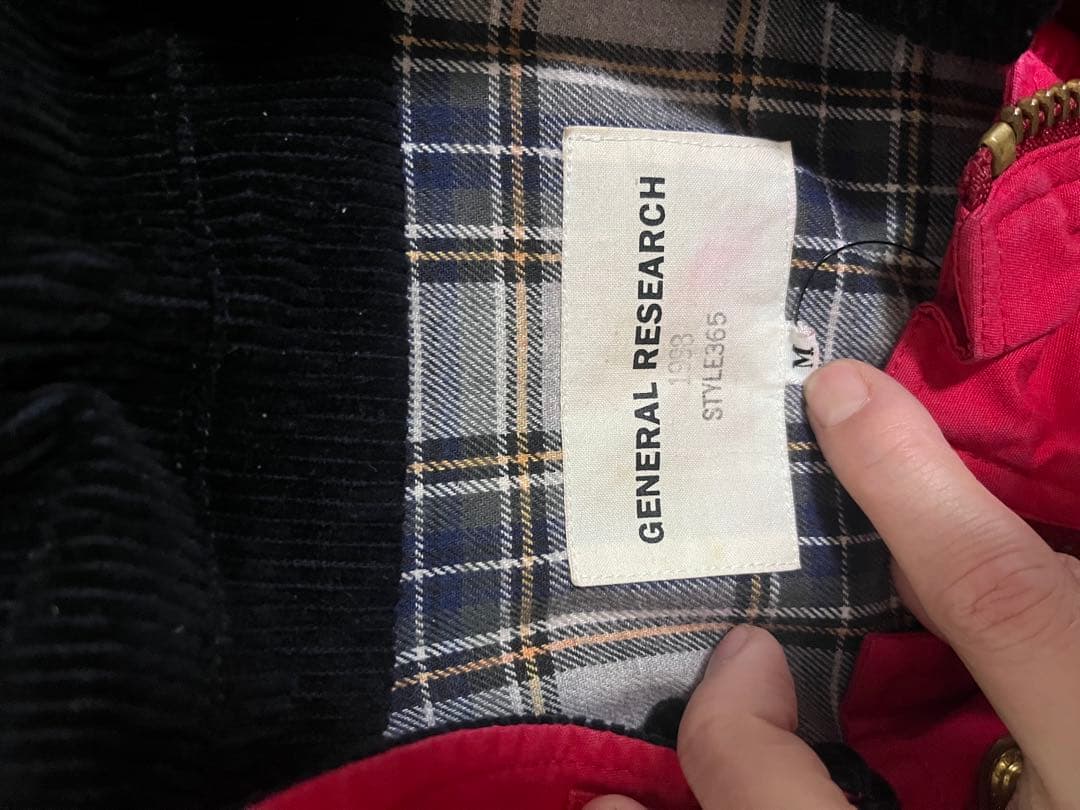 GENERAL RESEARCH
1998
STYLE365
M